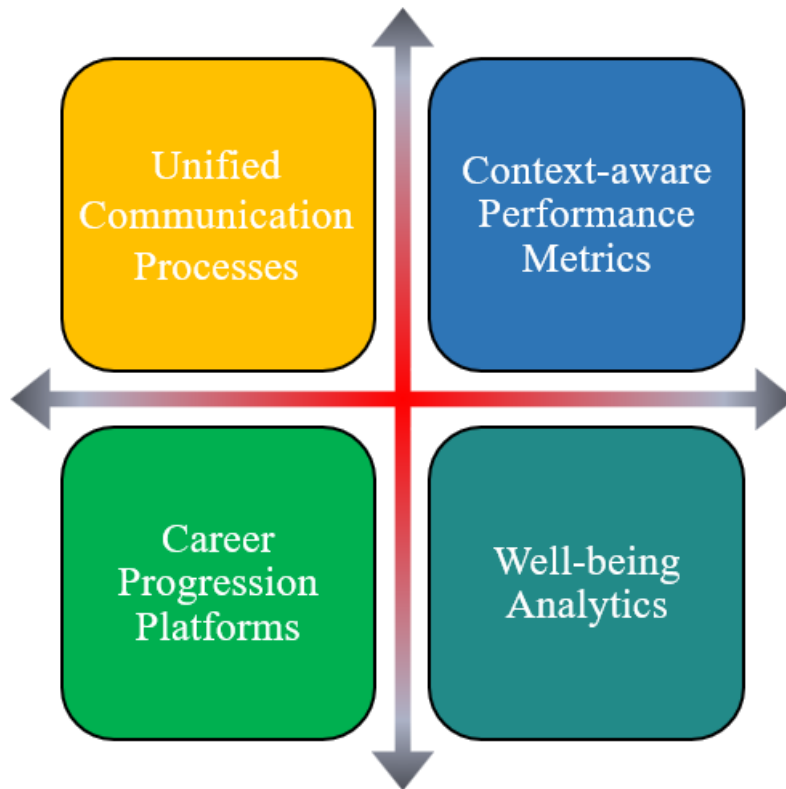 Unified
Communication
Processes
Context-aware
Performance
Metrics
Career
Progression
Platforms
Well-being
Analytics